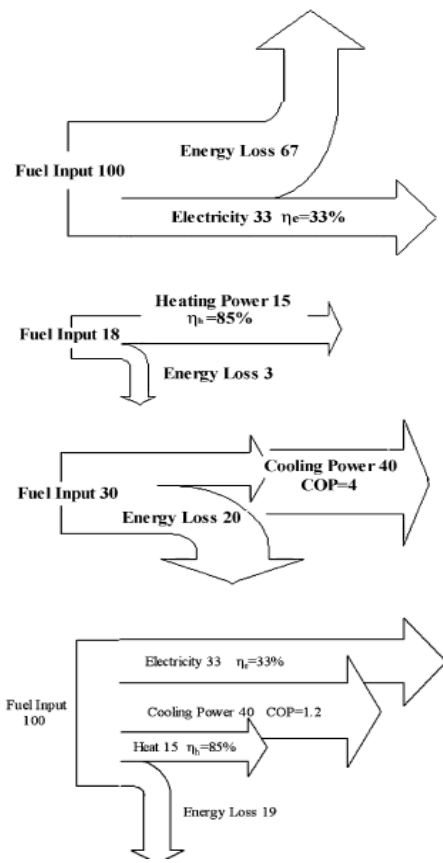 Energy Loss 67
Fuel Input 100
Electricity 33 ηe=33%
Heating Power 15
ηh=85%
Fuel Input 18
Energy Loss 3
Cooling Power 40
COP=4
Fuel Input 30
Energy Loss 20
Electricity 33 ηe=33%
Fuel Input
100
Cooling Power 40 COP=1.2
Heat 15 ηh=85%
Energy Loss 19